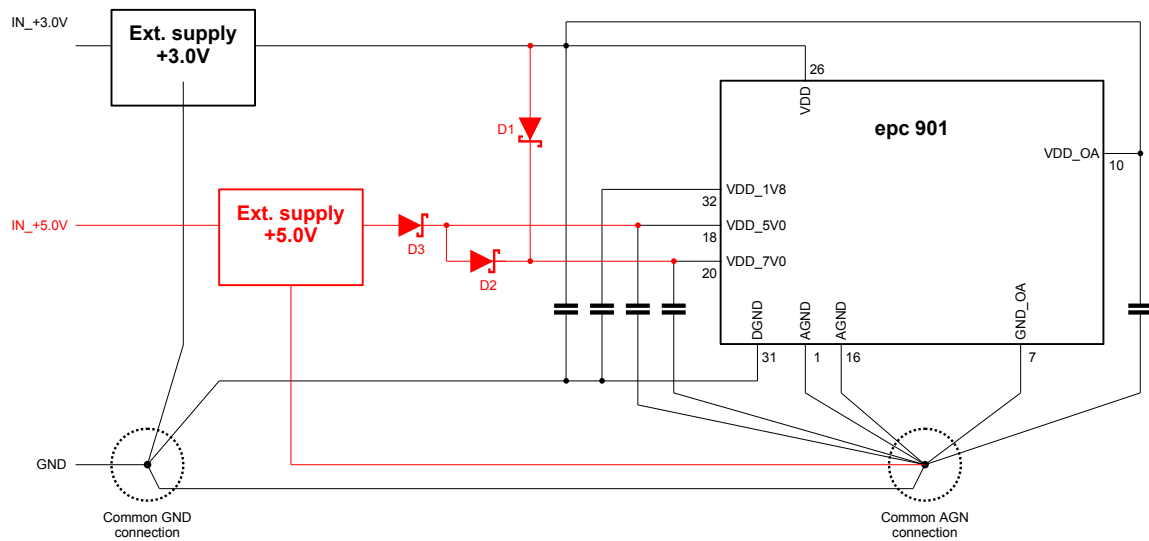 IN_+3.0V
Ext. supply
+3.0V
26
VDD
epc 901
D1
VDD_OA
10
VDD_1V8
32
IN_+5.0V
Ext. supply
+5.0V
D3
VDD_5V0
18
D2
VDD_7V0
20
DGND
AGND
AGND
GND_OA
31
1
16
7
GND
Common GND
connection
Common AGN
connection